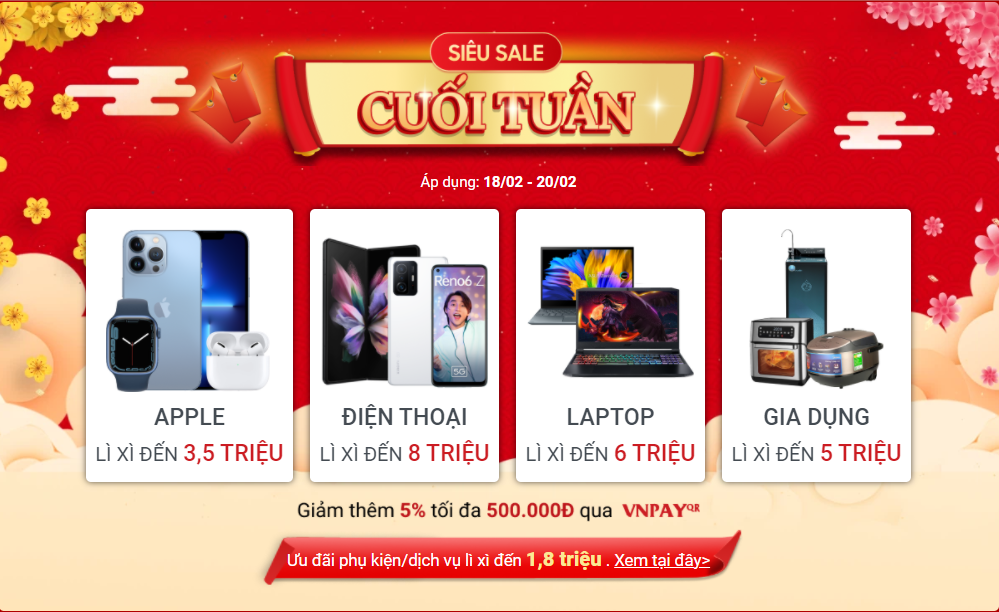 SIÊU SALE
CUỐI TUẦN
Áp dụng: 18/02 - 20/02
Reno6 Z
5G
APPLE
LÌ XÌ ĐẾN 3,5 TRIỆU
ĐIỆN THOẠI
LÌ XÌ ĐẾN 8 TRIỆU
LAPTOP
LÌ XÌ ĐẾN 6 TRIỆU
GIA DỤNG
LÌ XÌ ĐẾN 5 TRIỆU
Giảm thêm 5% tối đa 500.000Đ qua VNPAYQR
Ưu đãi phụ kiện/dịch vụ lì xì đến 1,8 triệu . Xem tại đây>